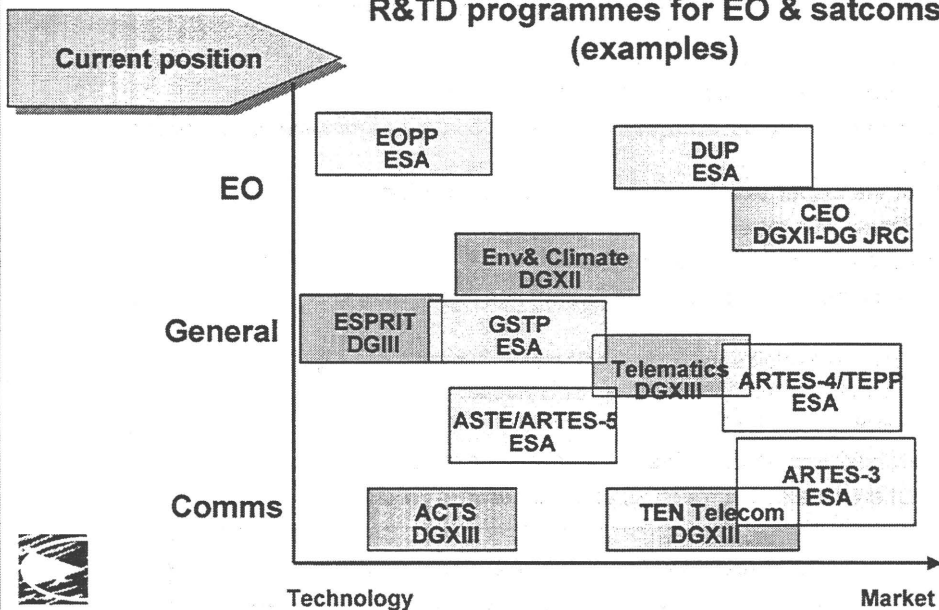 R&TD programmes for EO & satcoms
(examples)
Current position
EOPP
ESA
DUP
ESA
EO
CEO
DGXII-DG JRC
Env& Climate
DGXII
General
ESPRIT
DGIII
GSTP
ESA
Telematics
DGXIII
ARTES-4/TEPP
ESA
ASTE/ARTES-5
ESA
ARTES-3
ESA
Comms
ACTS
DGXIII
TEN Telecom
DGXIII
Technology
Market